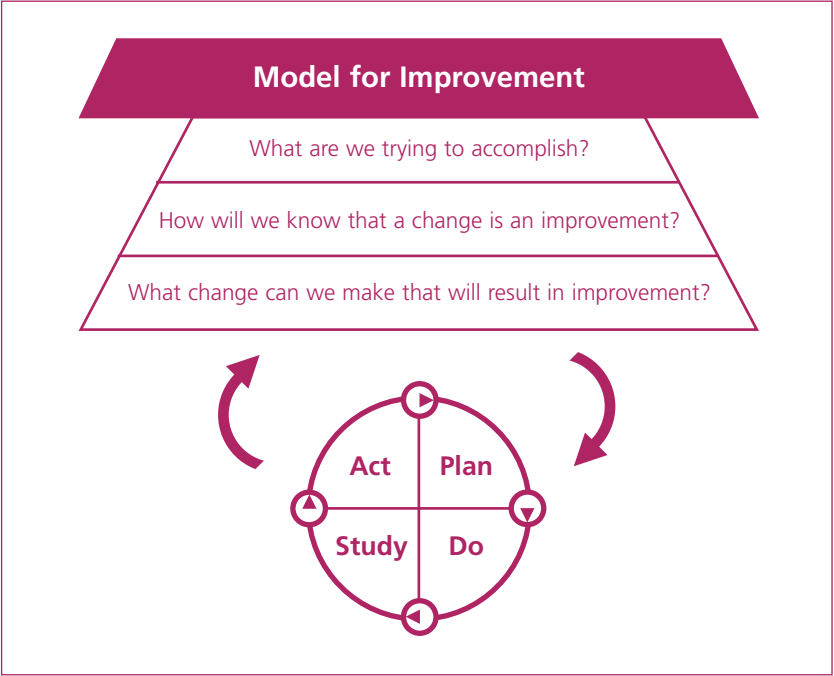 Model for Improvement
What are we trying to accomplish?
How will we know that a change is an improvement?
What change can we make that will result in improvement?
Act Plan
Study Do